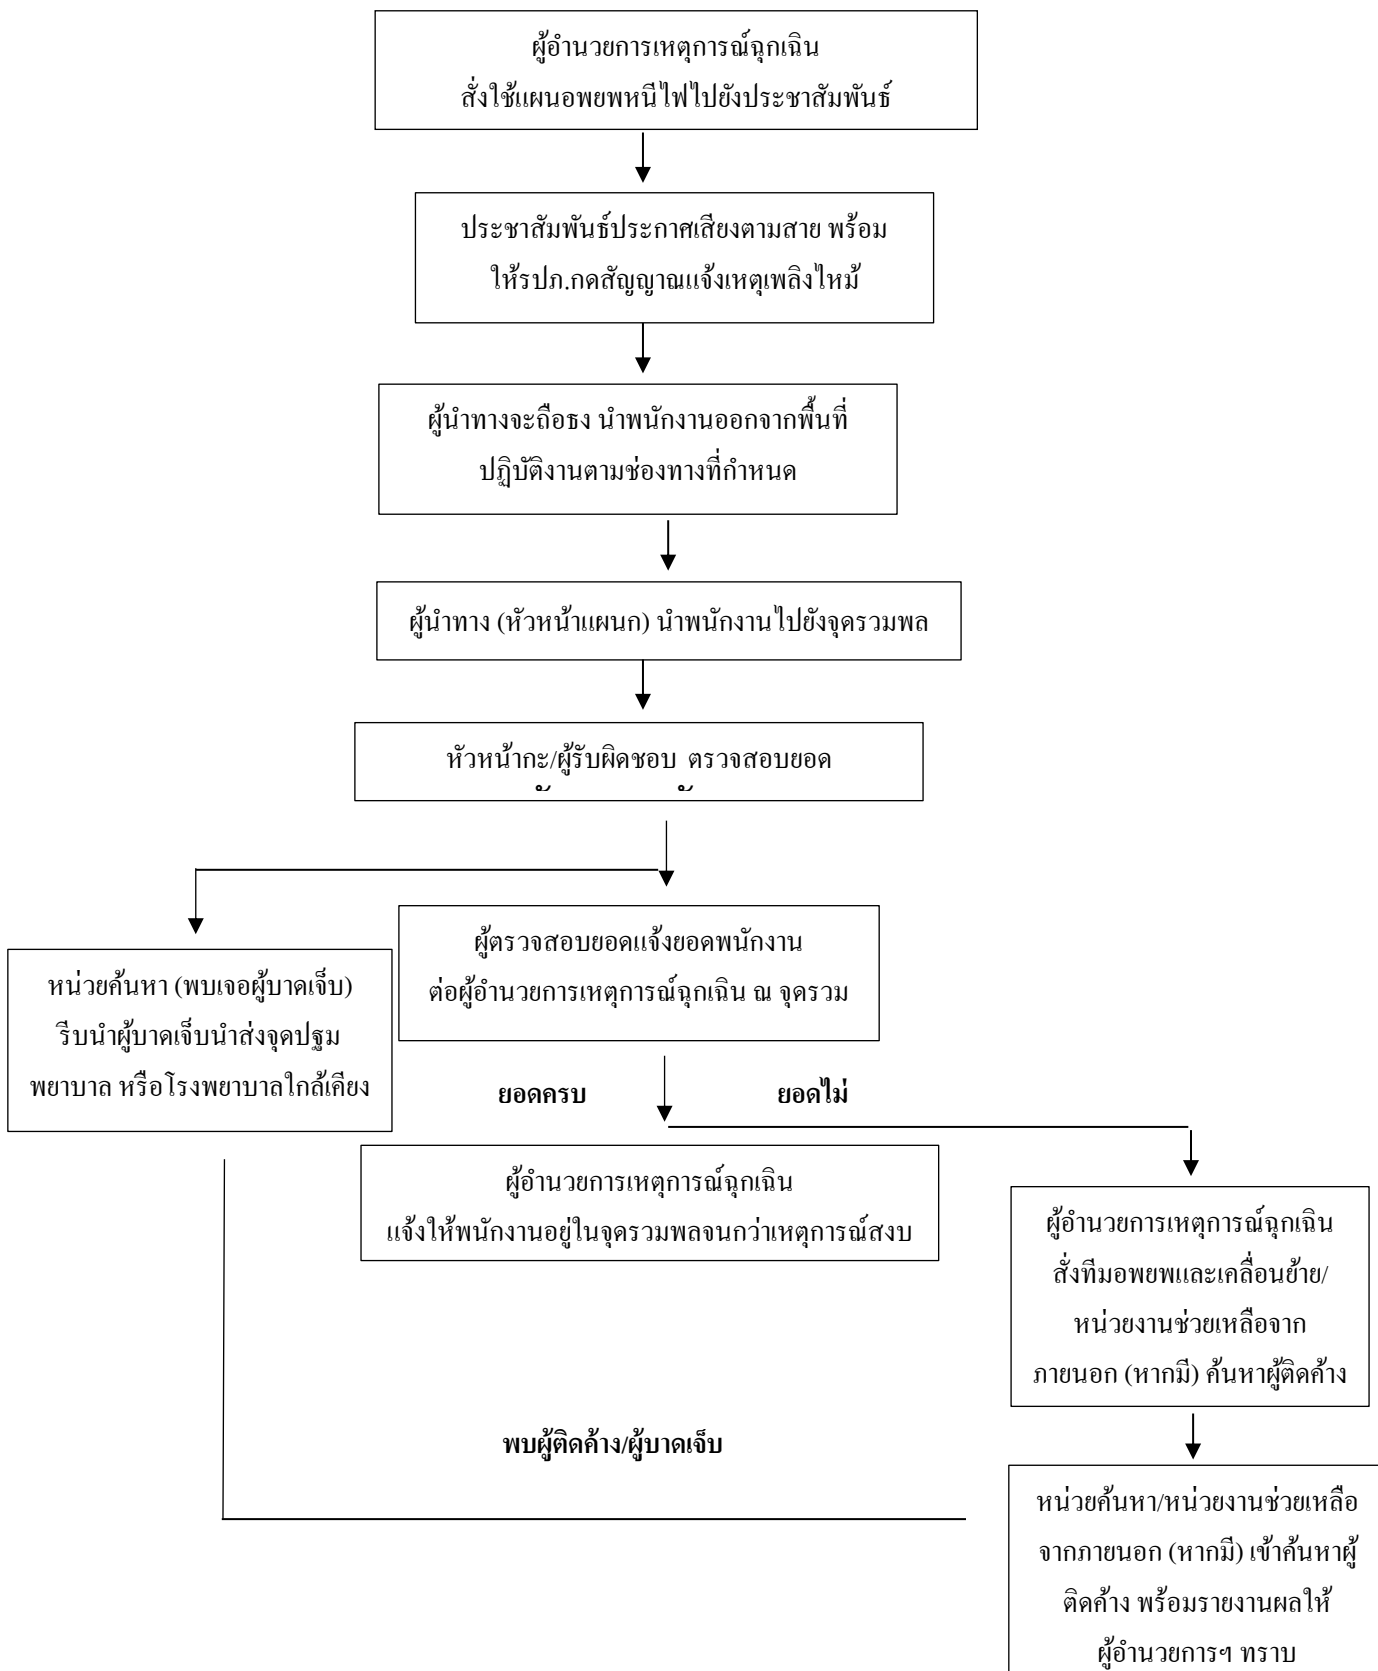 ผู้อำนวยการเหตุการณ์ฉุกเฉิน
สั่งใช้แผนอพยพหนีไฟไปยังประชาสัมพันธ์
ประชาสัมพันธ์ประกาศเสียงตามสาย พร้อม
ให้รปภ.กดสัญญาณแจ้งเหตุเพลิงไหม้
ผู้นำทางจะถือธง นำพนักงานออกจากพื้นที่
ปฏิบัติงานตามช่องทางที่กำหนด
ผู้นำทาง (หัวหน้าแผนก) นำพนักงานไปยังจุดรวมพล
หัวหน้ากะ/ผู้รับผิดชอบ ตรวจสอบยอด
ผู้ตรวจสอบยอดแจ้งยอดพนักงาน
ต่อผู้อำนวยการเหตุการณ์ฉุกเฉิน ณ จุดรวม
หน่วยค้นหา (พบเจอผู้บาดเจ็บ)
รีบนำผู้บาดเจ็บนำส่งจุดปฐม
พยาบาล หรือโรงพยาบาลใกล้เคียง
ยอดครบ
ยอดไม่
ผู้อำนวยการเหตุการณ์ฉุกเฉิน
แจ้งให้พนักงานอยู่ในจุดรวมพลจนกว่าเหตุการณ์สงบ
ผู้อำนวยการเหตุการณ์ฉุกเฉิน
สั่งทีมอพยพและเคลื่อนย้าย/
หน่วยงานช่วยเหลือจาก
ภายนอก (หากมี) ค้นหาผู้ติดค้าง
พบผู้ติดค้าง/ผู้บาดเจ็บ
หน่วยค้นหา/หน่วยงานช่วยเหลือ
จากภายนอก (หากมี) เข้าค้นหาผู้
ติดค้าง พร้อมรายงานผลให้
ผู้อำนวยการฯ ทราบ